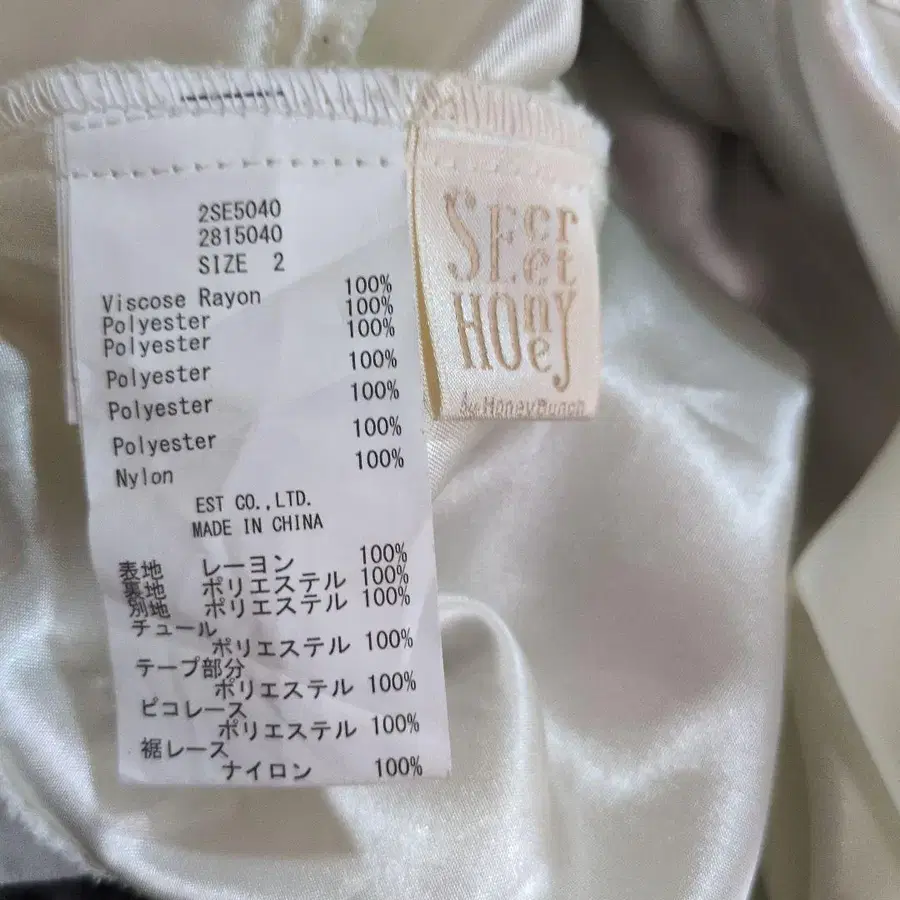 2SE5040
2815040
SIZE 2
Viscose Rayon 100%
Polyester 100%
Polyester 100%
Polyester 100%
Polyester 100%
Polyester 100%
Nylon 100%
EST CO.,LTD.
MADE IN CHINA
表地 レーヨン 100%
裏地 ポリエステル 100%
別地 ポリエステル 100%
チュール
ポリエステル 100%
テープ部分
ポリエステル 100%
ピコレース
ポリエステル 100%
裾レース
ナイロン 100%
SEcret
HOney
by Honey Bunch